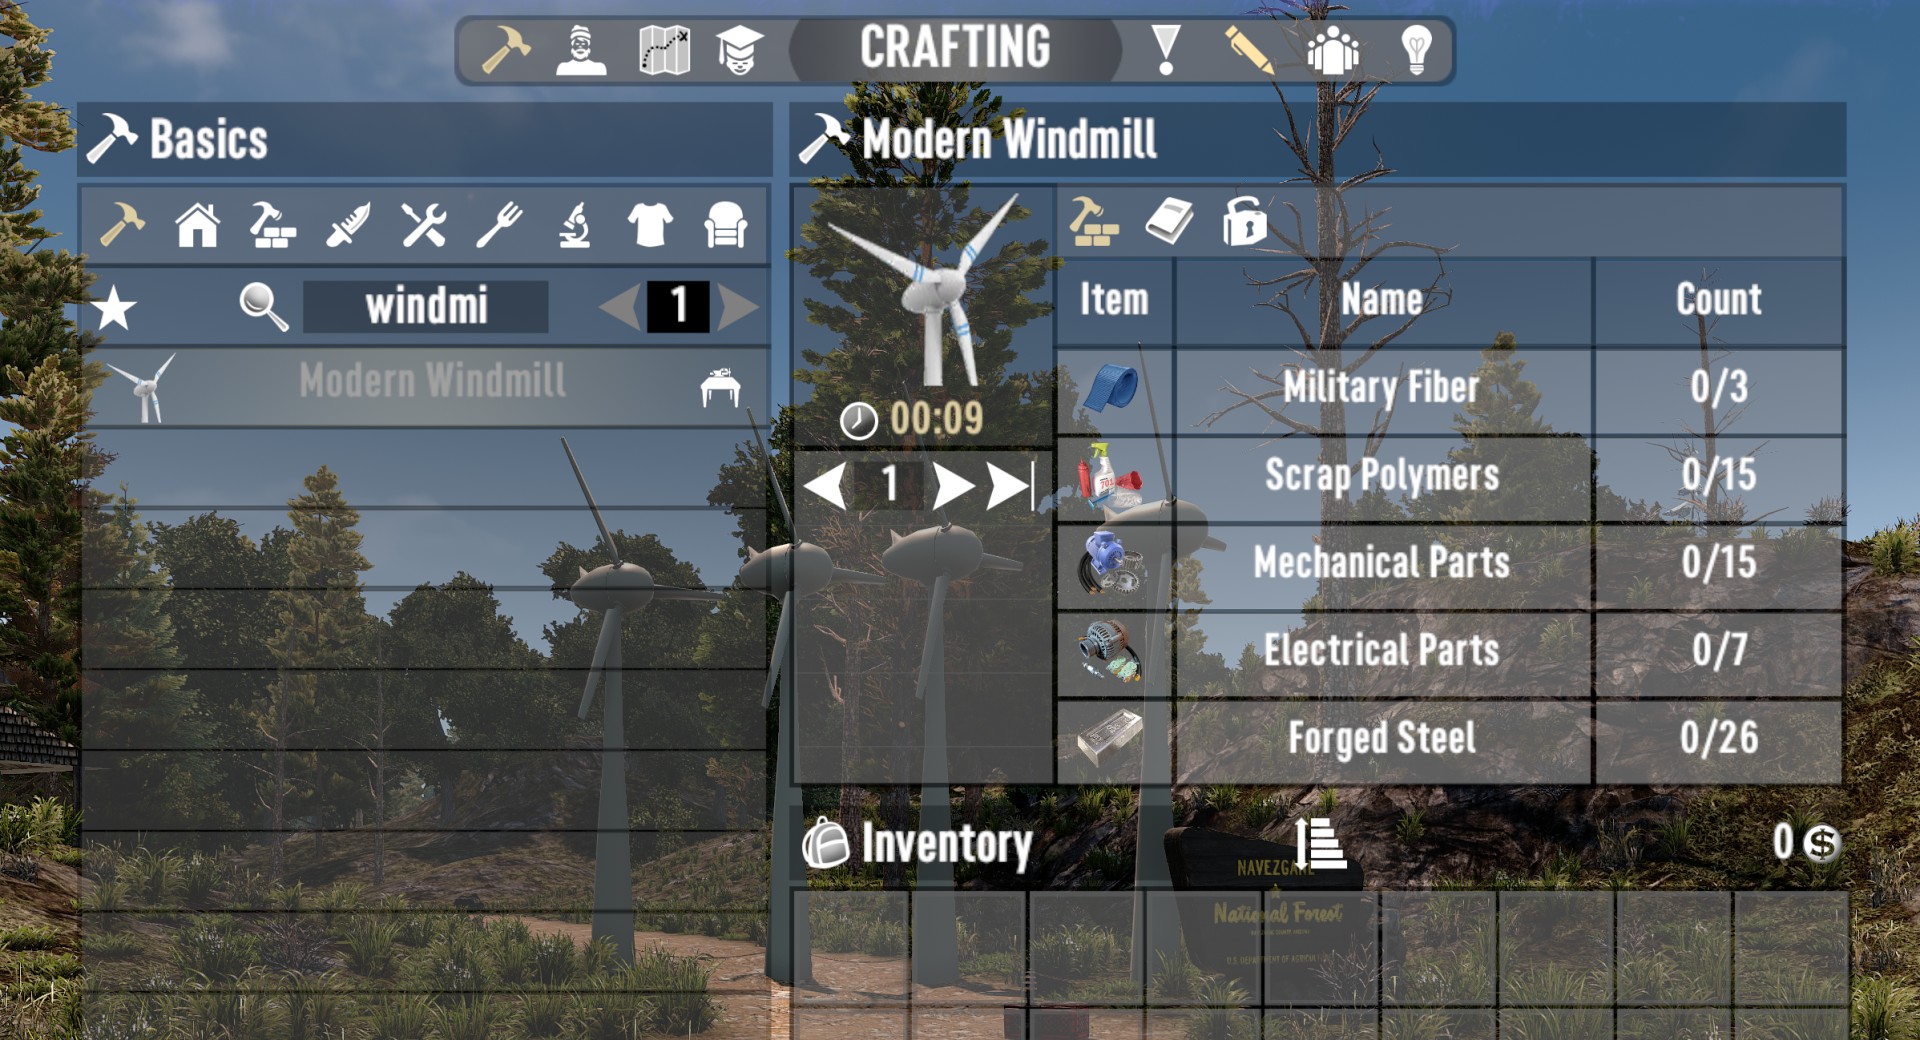 CRAFTING
Basics
windmi
1
Modern Windmill
Modern Windmill
00:09
1
Item Name Count
Military Fiber 0/3
Scrap Polymers 0/15
Mechanical Parts 0/15
Electrical Parts 0/7
Forged Steel 0/26
Inventory
0
NAVEZGANE
National Forest